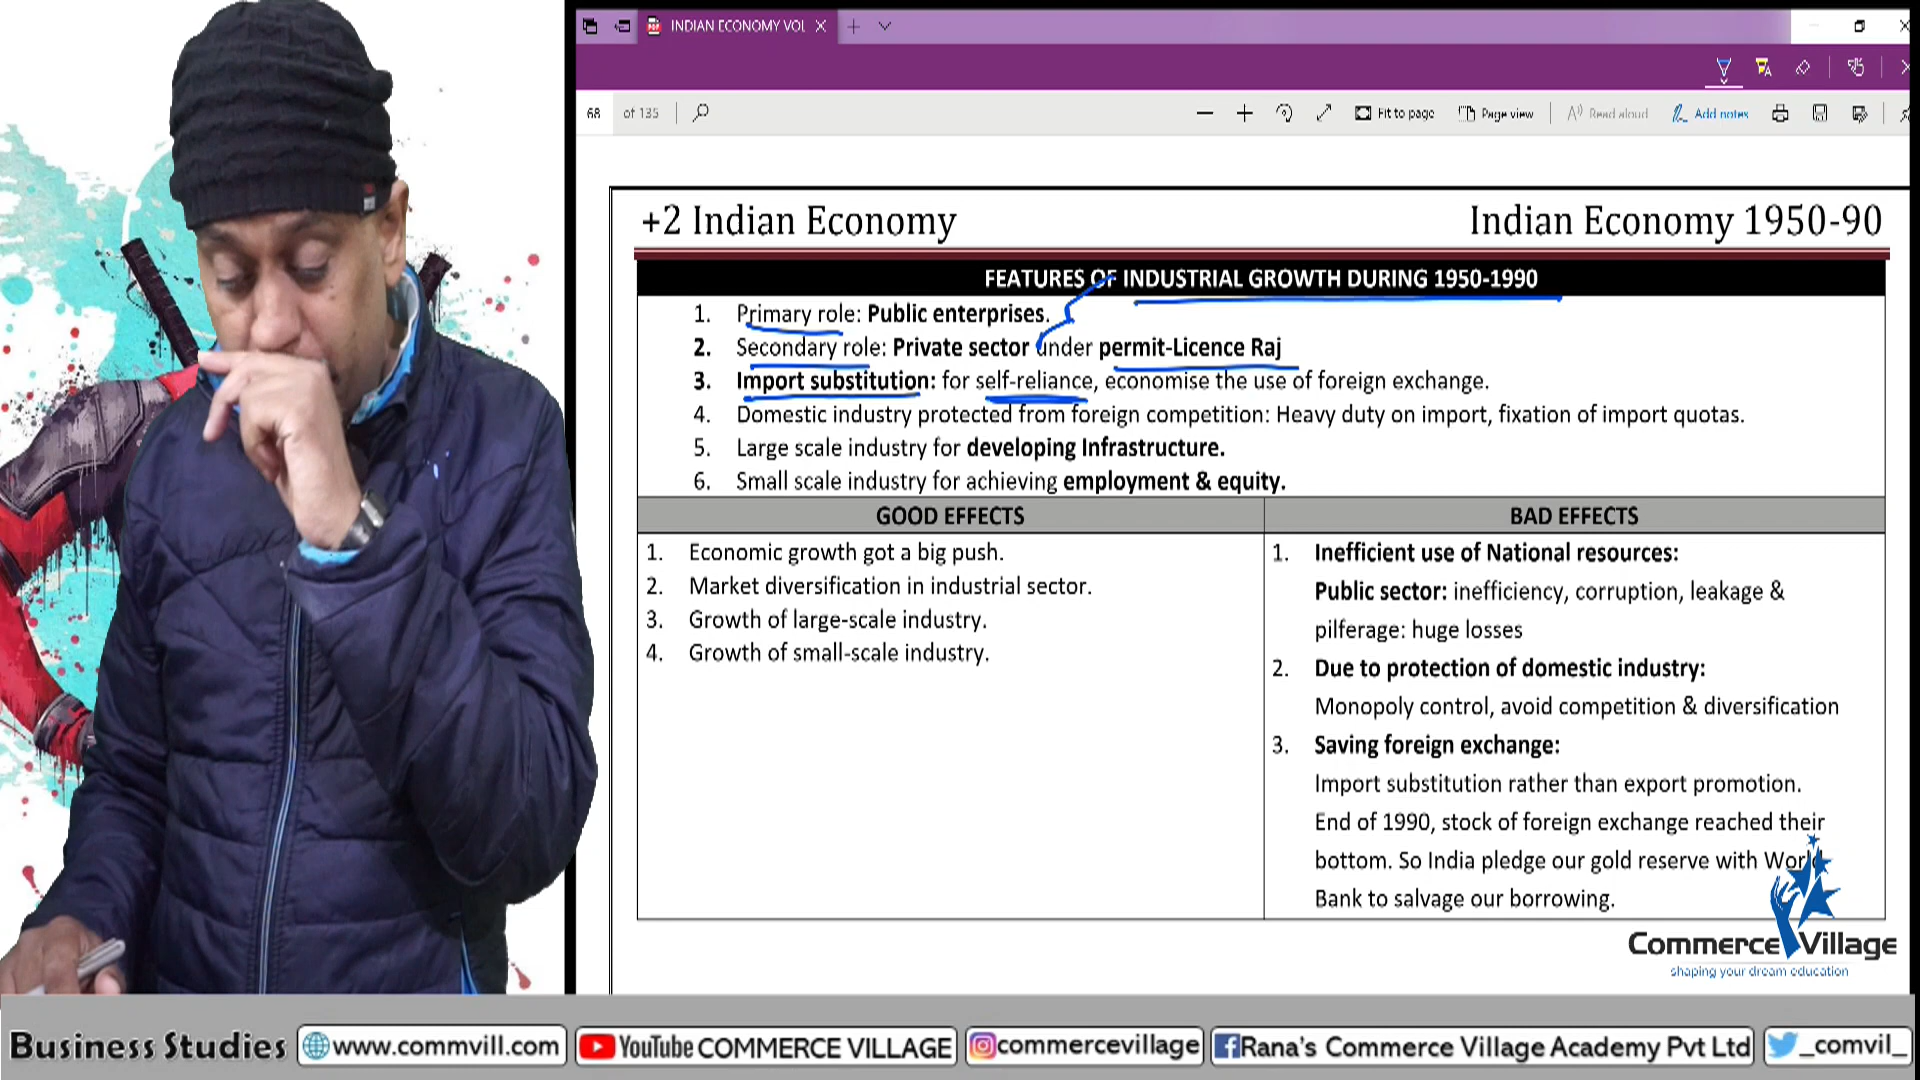 INDIAN ECONOMY VOL
68 of 135
Fit to page
Page view
Read aloud
Add notes
+2 Indian Economy
Indian Economy 1950-90
FEATURES OF INDUSTRIAL GROWTH DURING 1950-1990
1. Primary role: Public enterprises.
2. Secondary role: Private sector under permit-Licence Raj
3. Import substitution: for self-reliance, economise the use of foreign exchange.
4. Domestic industry protected from foreign competition: Heavy duty on import, fixation of import quotas.
5. Large scale industry for developing Infrastructure.
6. Small scale industry for achieving employment & equity.
GOOD EFFECTS
1. Economic growth got a big push.
2. Market diversification in industrial sector.
3. Growth of large-scale industry.
4. Growth of small-scale industry.
BAD EFFECTS
1. Inefficient use of National resources:
Public sector: inefficiency, corruption, leakage &
pilferage: huge losses
2. Due to protection of domestic industry:
Monopoly control, avoid competition & diversification
3. Saving foreign exchange:
Import substitution rather than export promotion.
End of 1990, stock of foreign exchange reached their
bottom. So India pledge our gold reserve with World
Bank to salvage our borrowing.
Commerce Village
shaping your dream education
Business Studies
www.commvill.com
YouTube COMMERCE VILLAGE
commercevillage
Rana's Commerce Village Academy Pvt Ltd
_comvil_